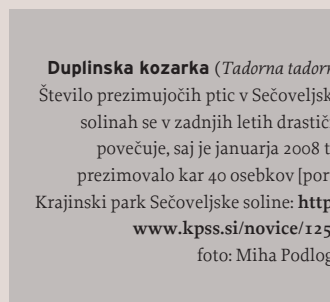 Duplinska kozarka (Tadorna tadorn
Število prezimujočih ptic v Sečoveljsk
solinah se v zadnjih letih drastič
povečuje, saj je januarja 2008 t
prezimovalo kar 40 osebkov [por
Krajinski park Sečoveljske soline: http
www.kpss.si/novice/125
foto: Miha Podlog